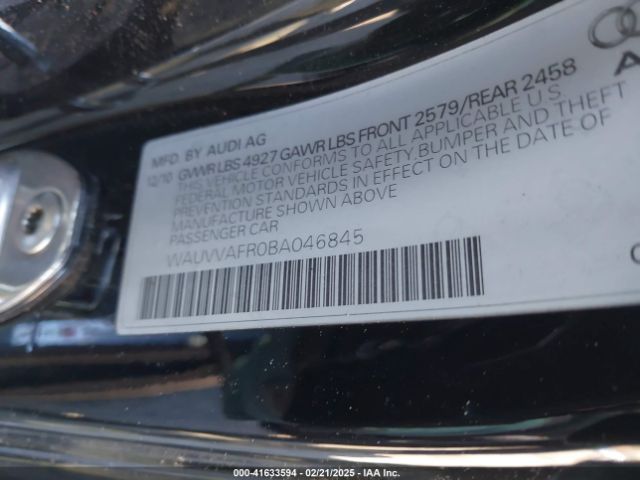 MFD. BY AUDI AG
12/10 GWWR LBS 4927 GAWR LBS FRONT 2579/REAR 2458
THIS VEHICLE CONFORMS TO ALL APPLICABLE U.S.
FEDERAL MOTOR VEHICLE SAFETY, BUMPER AND THEFT
PREVENTION STANDARDS IN EFFECT ON THE DATE OF
MANUFACTURE SHOWN ABOVE
PASSENGER CAR
WAUVVAFR0BA046845
000-41633594 - 02/21/2025 - IAA Inc.